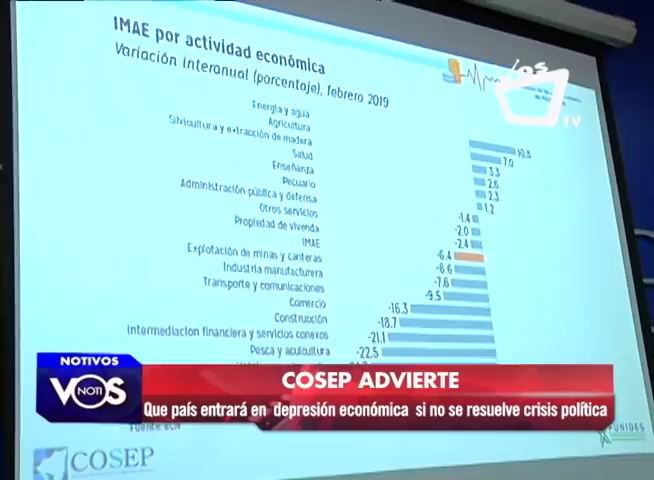 IMAE por actividad económica
Variación interanual (porcentaje), febrero 2019
VOS TV
Energía y agua
Agricultura
Silvicultura y extracción de madera
Salud
Enseñanza
Pecuario
Administración pública y defensa
Otros servicios
Propiedad de vivienda
IMAE
Explotación de minas y canteras
Industria manufacturera
Transporte y comunicaciones
Comercio
Construcción
Intermediacion financiera y servicios conexos
Pesca y acuicultura
7.0
3.3
2.6
2.3
1.2
-1.4
-2.0
-2.4
-6.4
-6.6
-7.8
-9.5
-16.3
-18.7
-21.1
-22.5
NOTIVOS
VOS NOTI
COSEP ADVIERTE
Que país entrará en depresión económica si no se resuelve crisis política
COSEP
FUNIDES